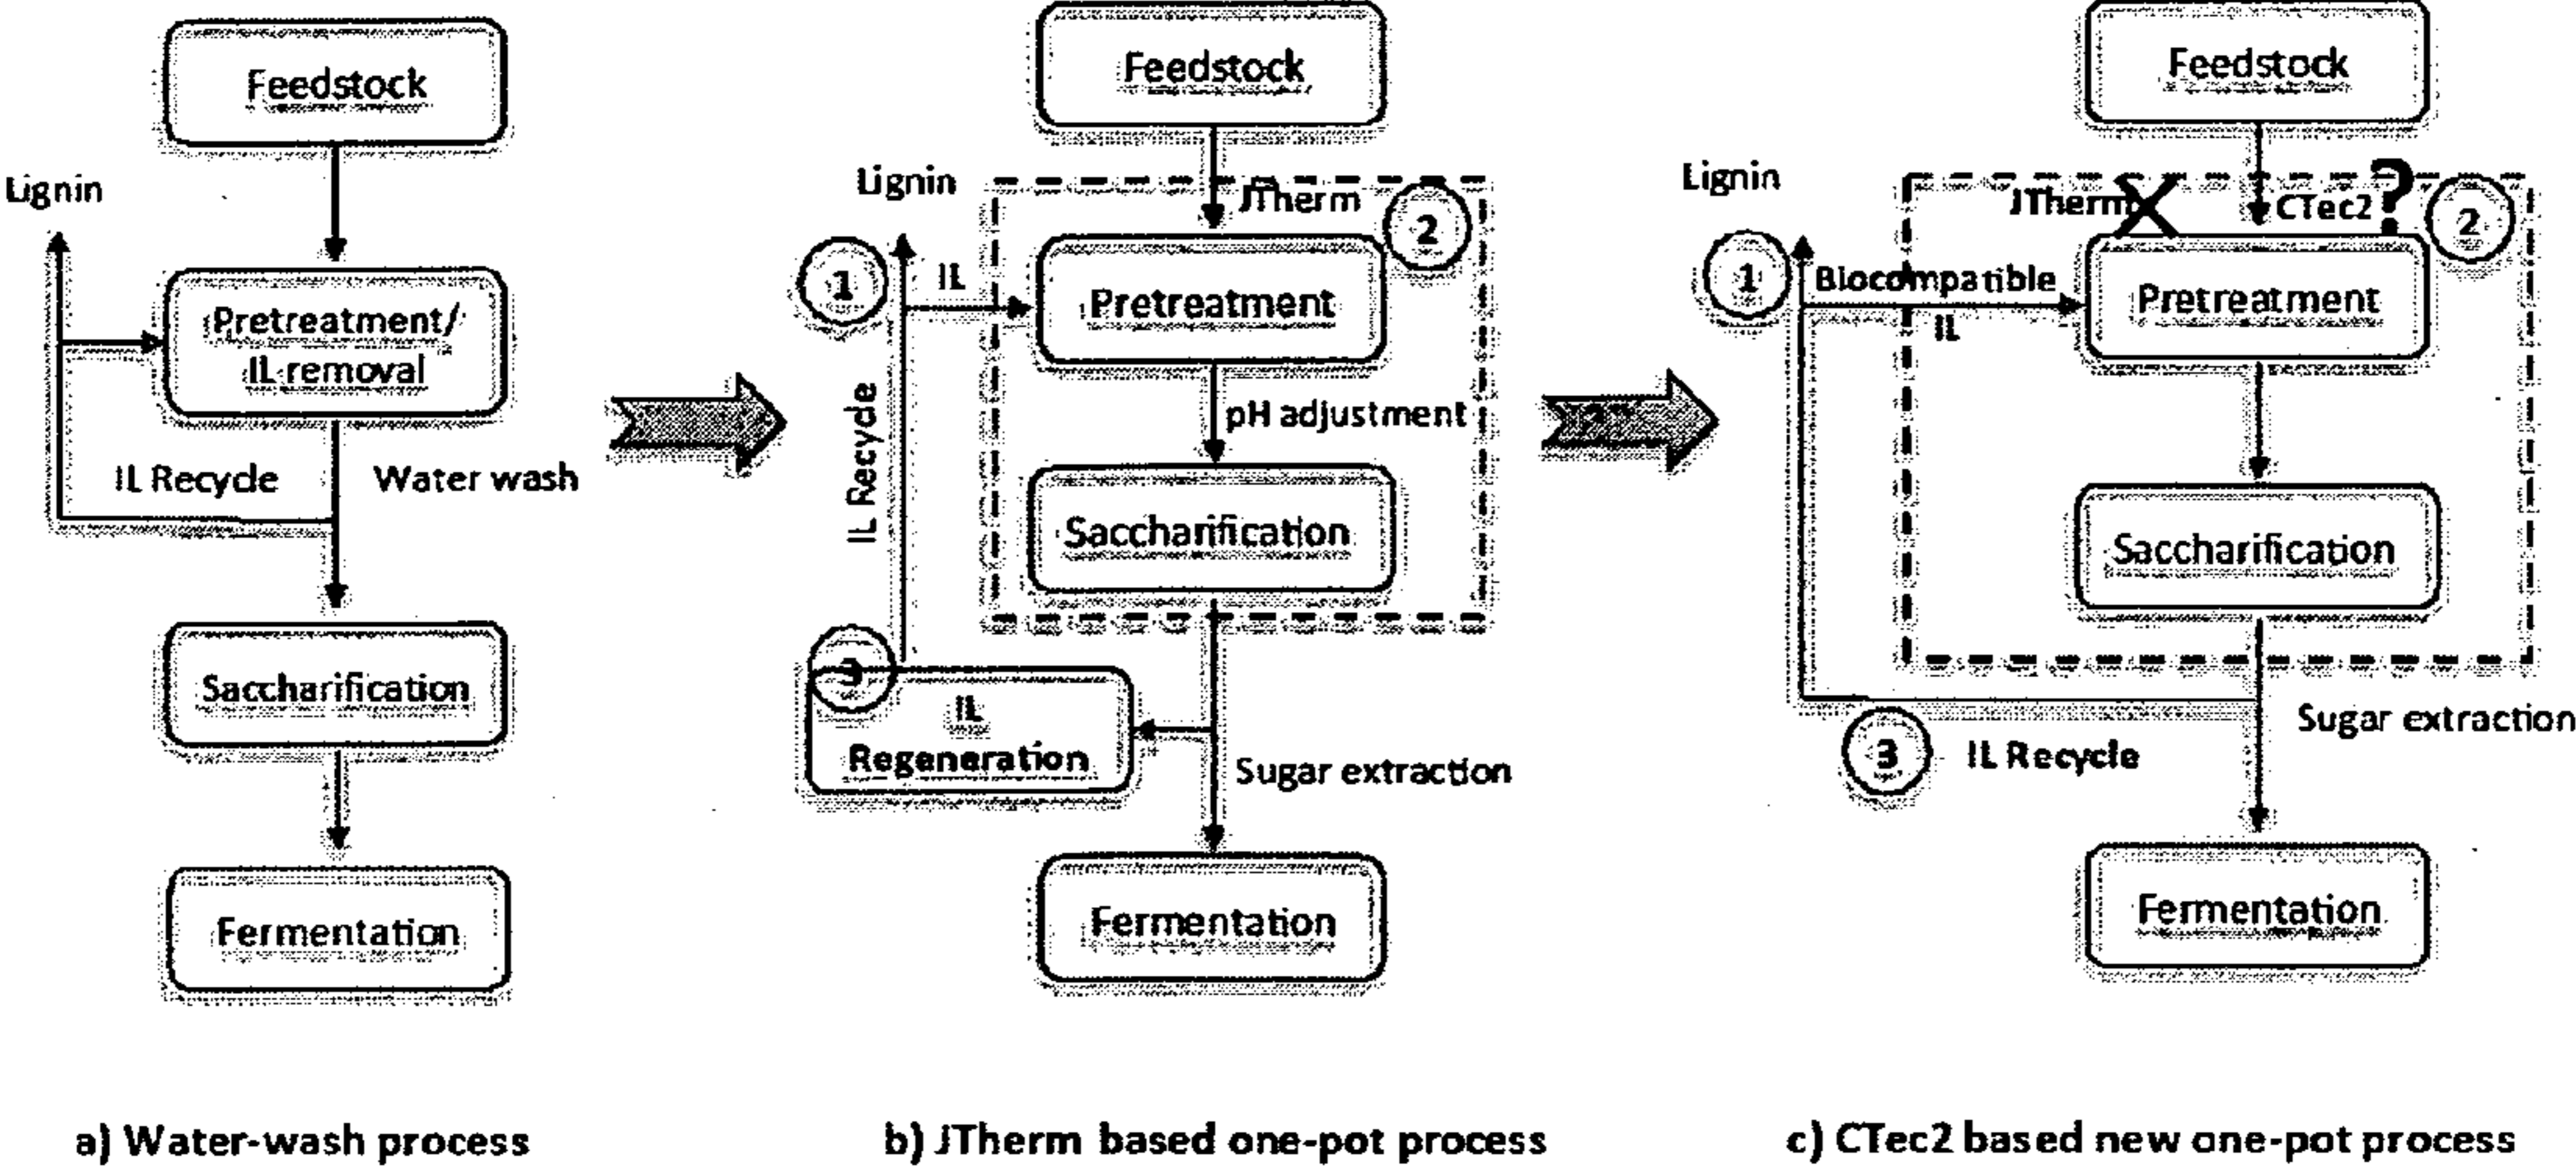 Feedstock
Lignin
Pretreatment/
IL removal
IL Recycle
Water wash
Saccharification
Fermentation
a) Water-wash process
Feedstock
Lignin
JTherm
2
1
IL
Pretreatment
pH adjustment
IL Recycle
Saccharification
3
IL
Regeneration
Sugar extraction
Fermentation
b) JTherm based one-pot process
Feedstock
Lignin
JTherm X
CTec2 ?
2
1
Biocompatible
IL
Pretreatment
Saccharification
Sugar extraction
3
IL Recycle
Fermentation
c) CTec2 based new one-pot process